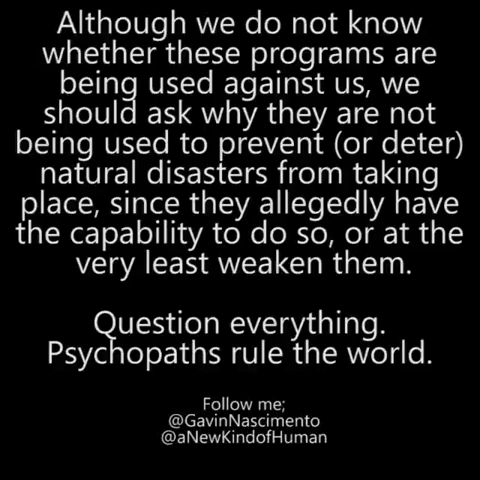 Although we do not know
whether these programs are
being used against us, we
should ask why they are not
being used to prevent (or deter)
natural disasters from taking
place, since they allegedly have
the capability to do so, or at the
very least weaken them.
Question everything.
Psychopaths rule the world.
Follow me;
@GavinNascimento
@aNewKindofHuman